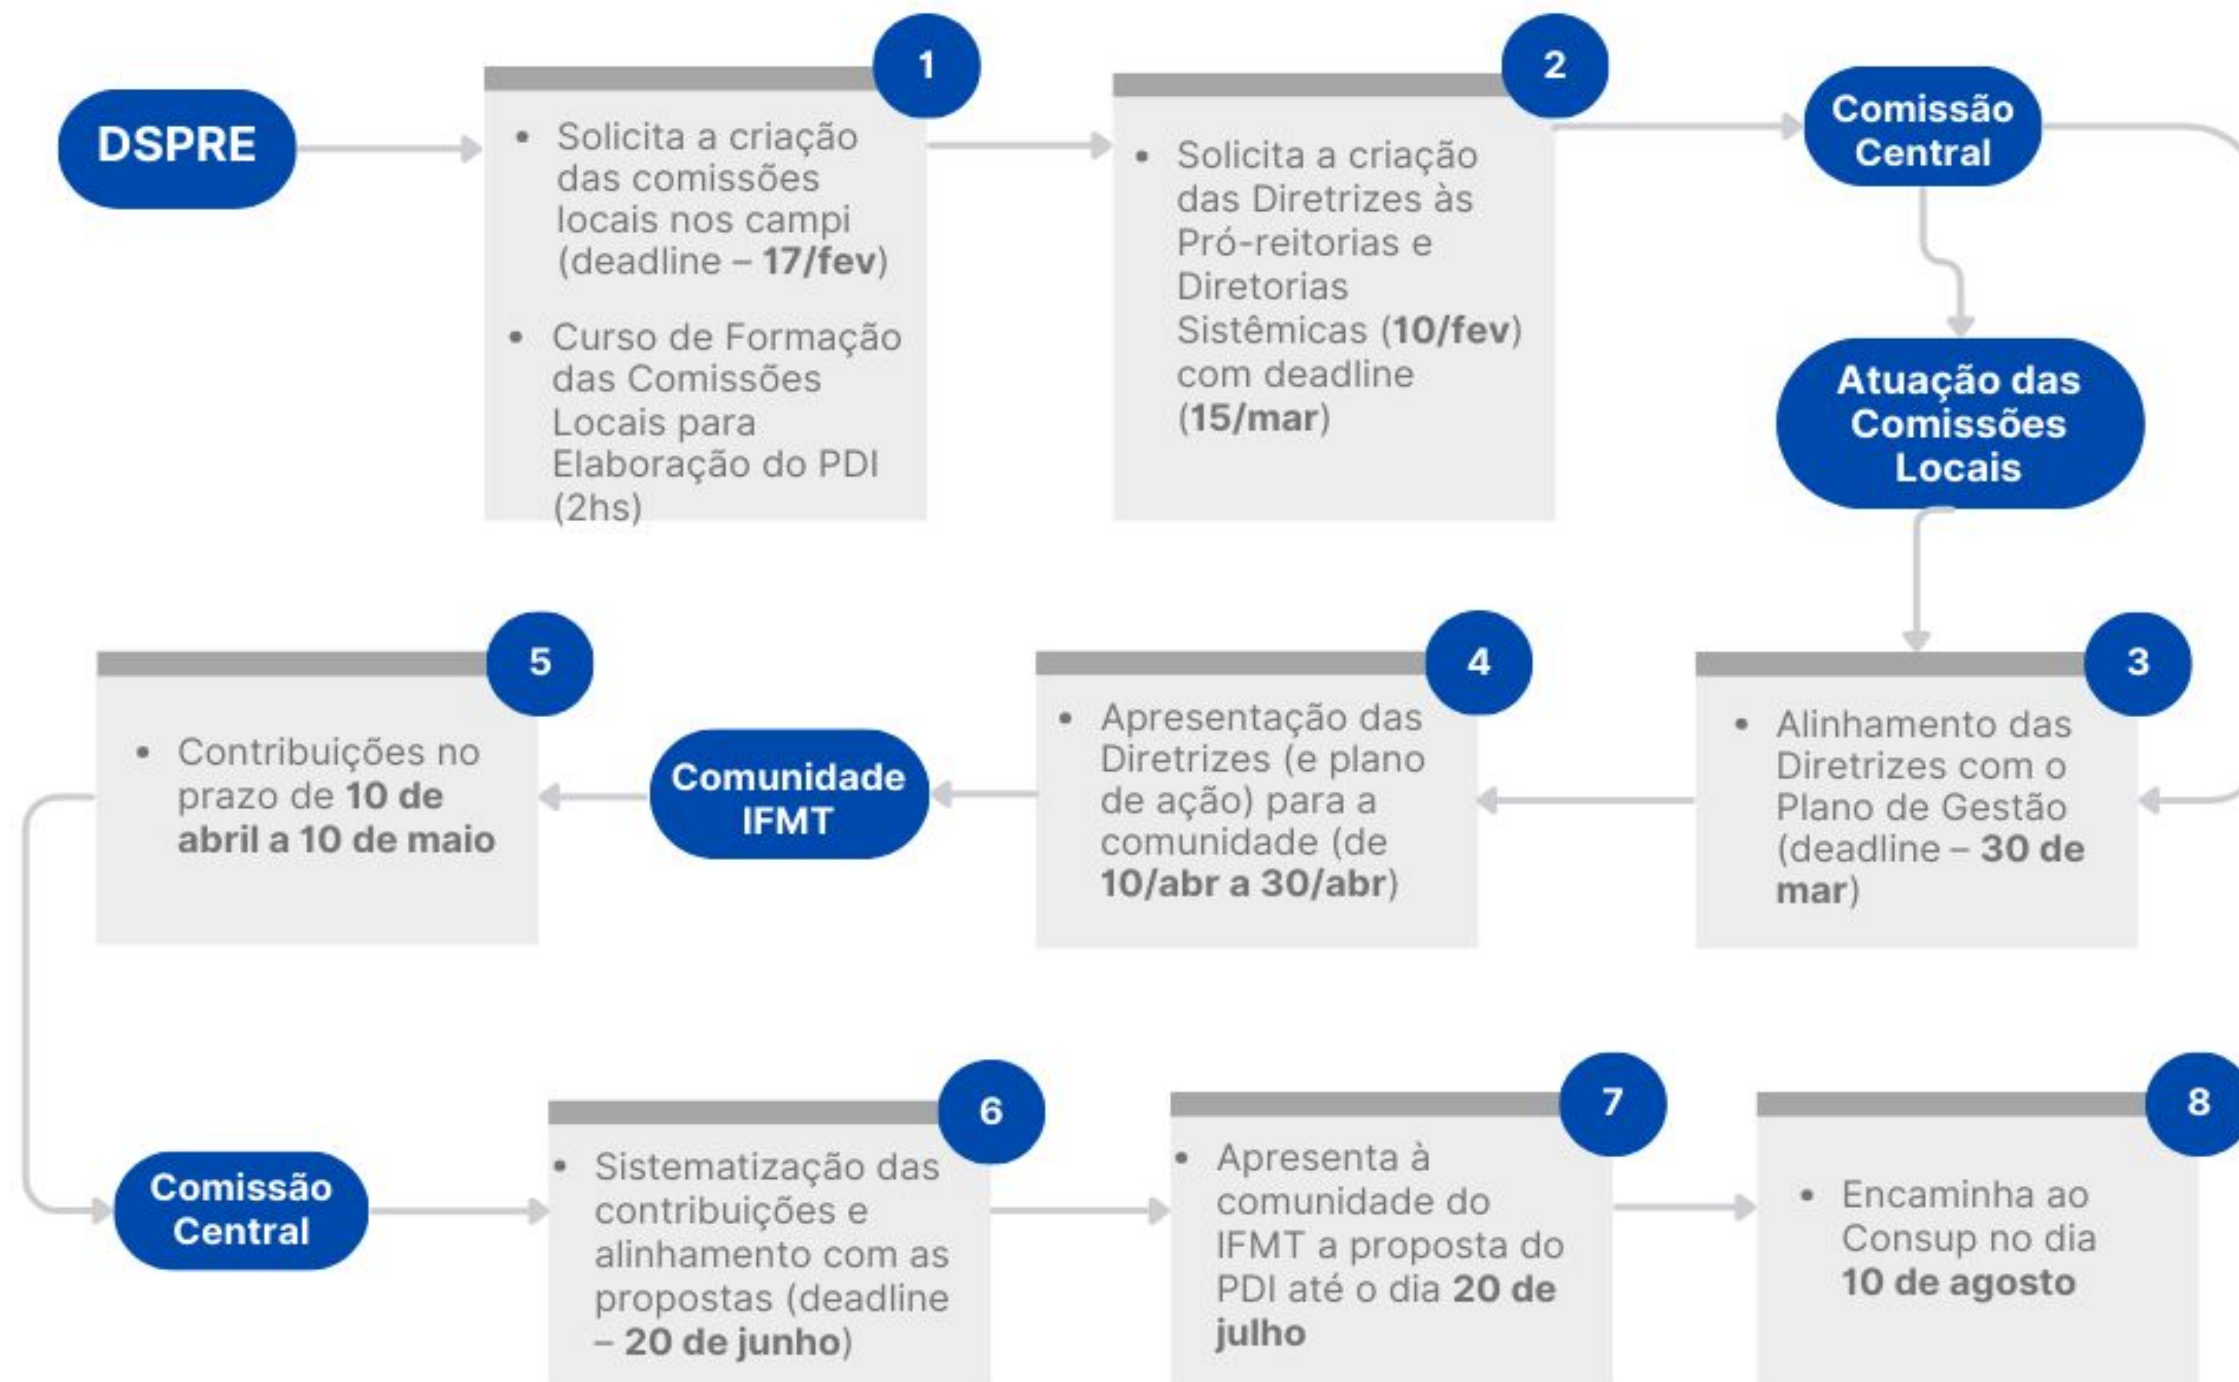 DSPRE
1
• Solicita a criação
das comissões
locais nos campi
(deadline – 17/fev)
• Curso de Formação
das Comissões
Locais para
Elaboração do PDI
(2hs)
2
• Solicita a criação
das Diretrizes às
Pró-reitorias e
Diretorias
Sistêmicas (10/fev)
com deadline
(15/mar)
Comissão
Central
Atuação das
Comissões
Locais
3
• Alinhamento das
Diretrizes com o
Plano de Gestão
(deadline – 30 de
mar)
4
• Apresentação das
Diretrizes (e plano
de ação) para a
comunidade (de
10/abr a 30/abr)
Comunidade
IFMT
5
• Contribuições no
prazo de 10 de
abril a 10 de maio
Comissão
Central
6
• Sistematização das
contribuições e
alinhamento com as
propostas (deadline
– 20 de junho)
7
• Apresenta à
comunidade do
IFMT a proposta do
PDI até o dia 20 de
julho
8
• Encaminha ao
Consup no dia
10 de agosto